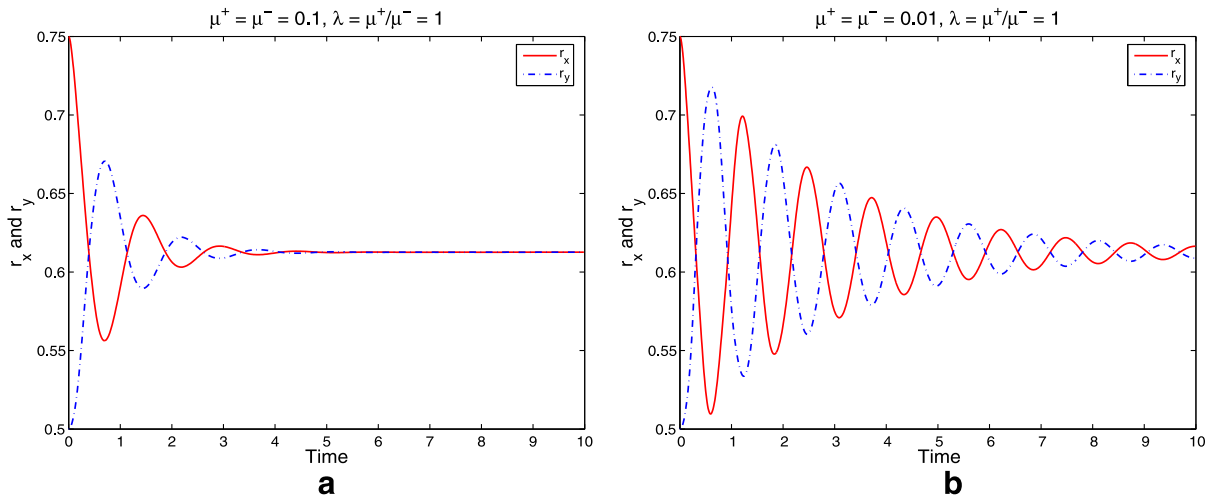 μ⁺ = μ⁻ = 0.1, λ = μ⁺/μ⁻ = 1
r_x and r_y
0.75
0.7
0.65
0.6
0.55
0.5
r_x
r_y
0 1 2 3 4 5 6 7 8 9 10
Time
a
μ⁺ = μ⁻ = 0.01, λ = μ⁺/μ⁻ = 1
r_x and r_y
0.75
0.7
0.65
0.6
0.55
0.5
r_x
r_y
0 1 2 3 4 5 6 7 8 9 10
Time
b